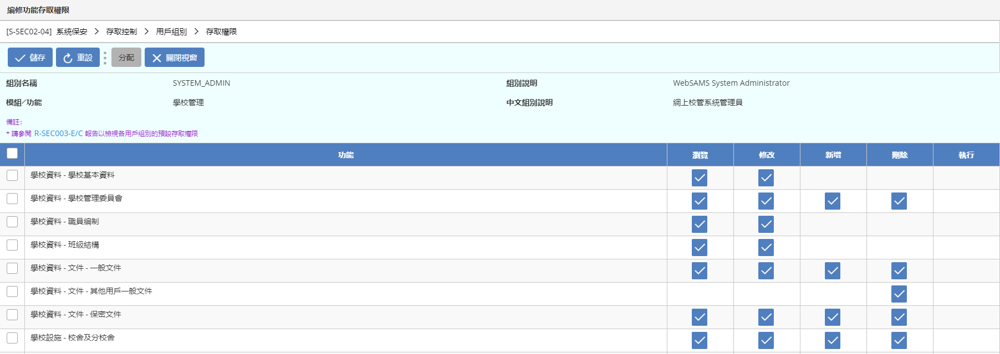 編修功能存取權限
[S-SEC02-04] 系統保安 > 存取控制 > 用戶組別 > 存取權限
儲存 重設 分配 關閉視窗
組別名稱 SYSTEM_ADMIN 組別說明 WebSAMS System Administrator
模組/功能 學校管理 中文組別說明 網上校管系統管理員
備註:
* 請參閱 R-SEC003-E/C 報告以檢視各用戶組別的預設存取權限
功能 瀏覽 修改 新增 刪除 執行
學校資料 - 學校基本資料
學校資料 - 學校管理委員會
學校資料 - 職員編制
學校資料 - 班級結構
學校資料 - 文件 - 一般文件
學校資料 - 文件 - 其他用戶一般文件
學校資料 - 文件 - 保密文件
學校設施 - 校舍及分校舍